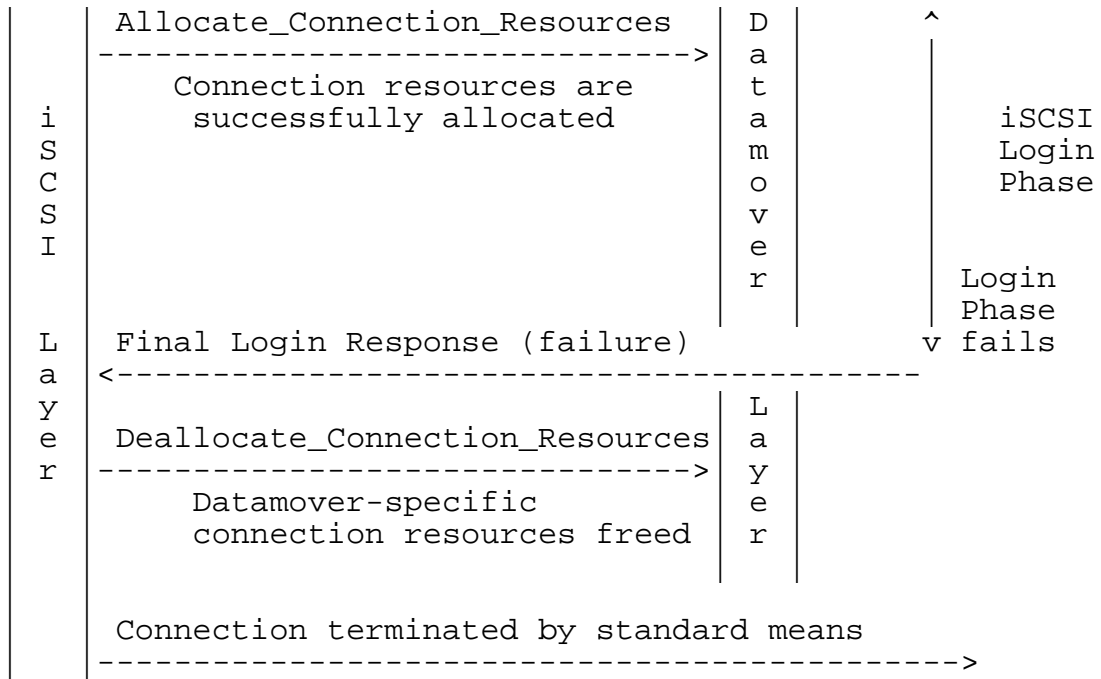 Allocate_Connection_Resources
Connection resources are
successfully allocated
iSCSI
Layer
Datamover
Layer
iSCSI
Login
Phase
Login
Phase
fails
Final Login Response (failure)
Deallocate_Connection_Resources
Datamover-specific
connection resources freed
Connection terminated by standard means